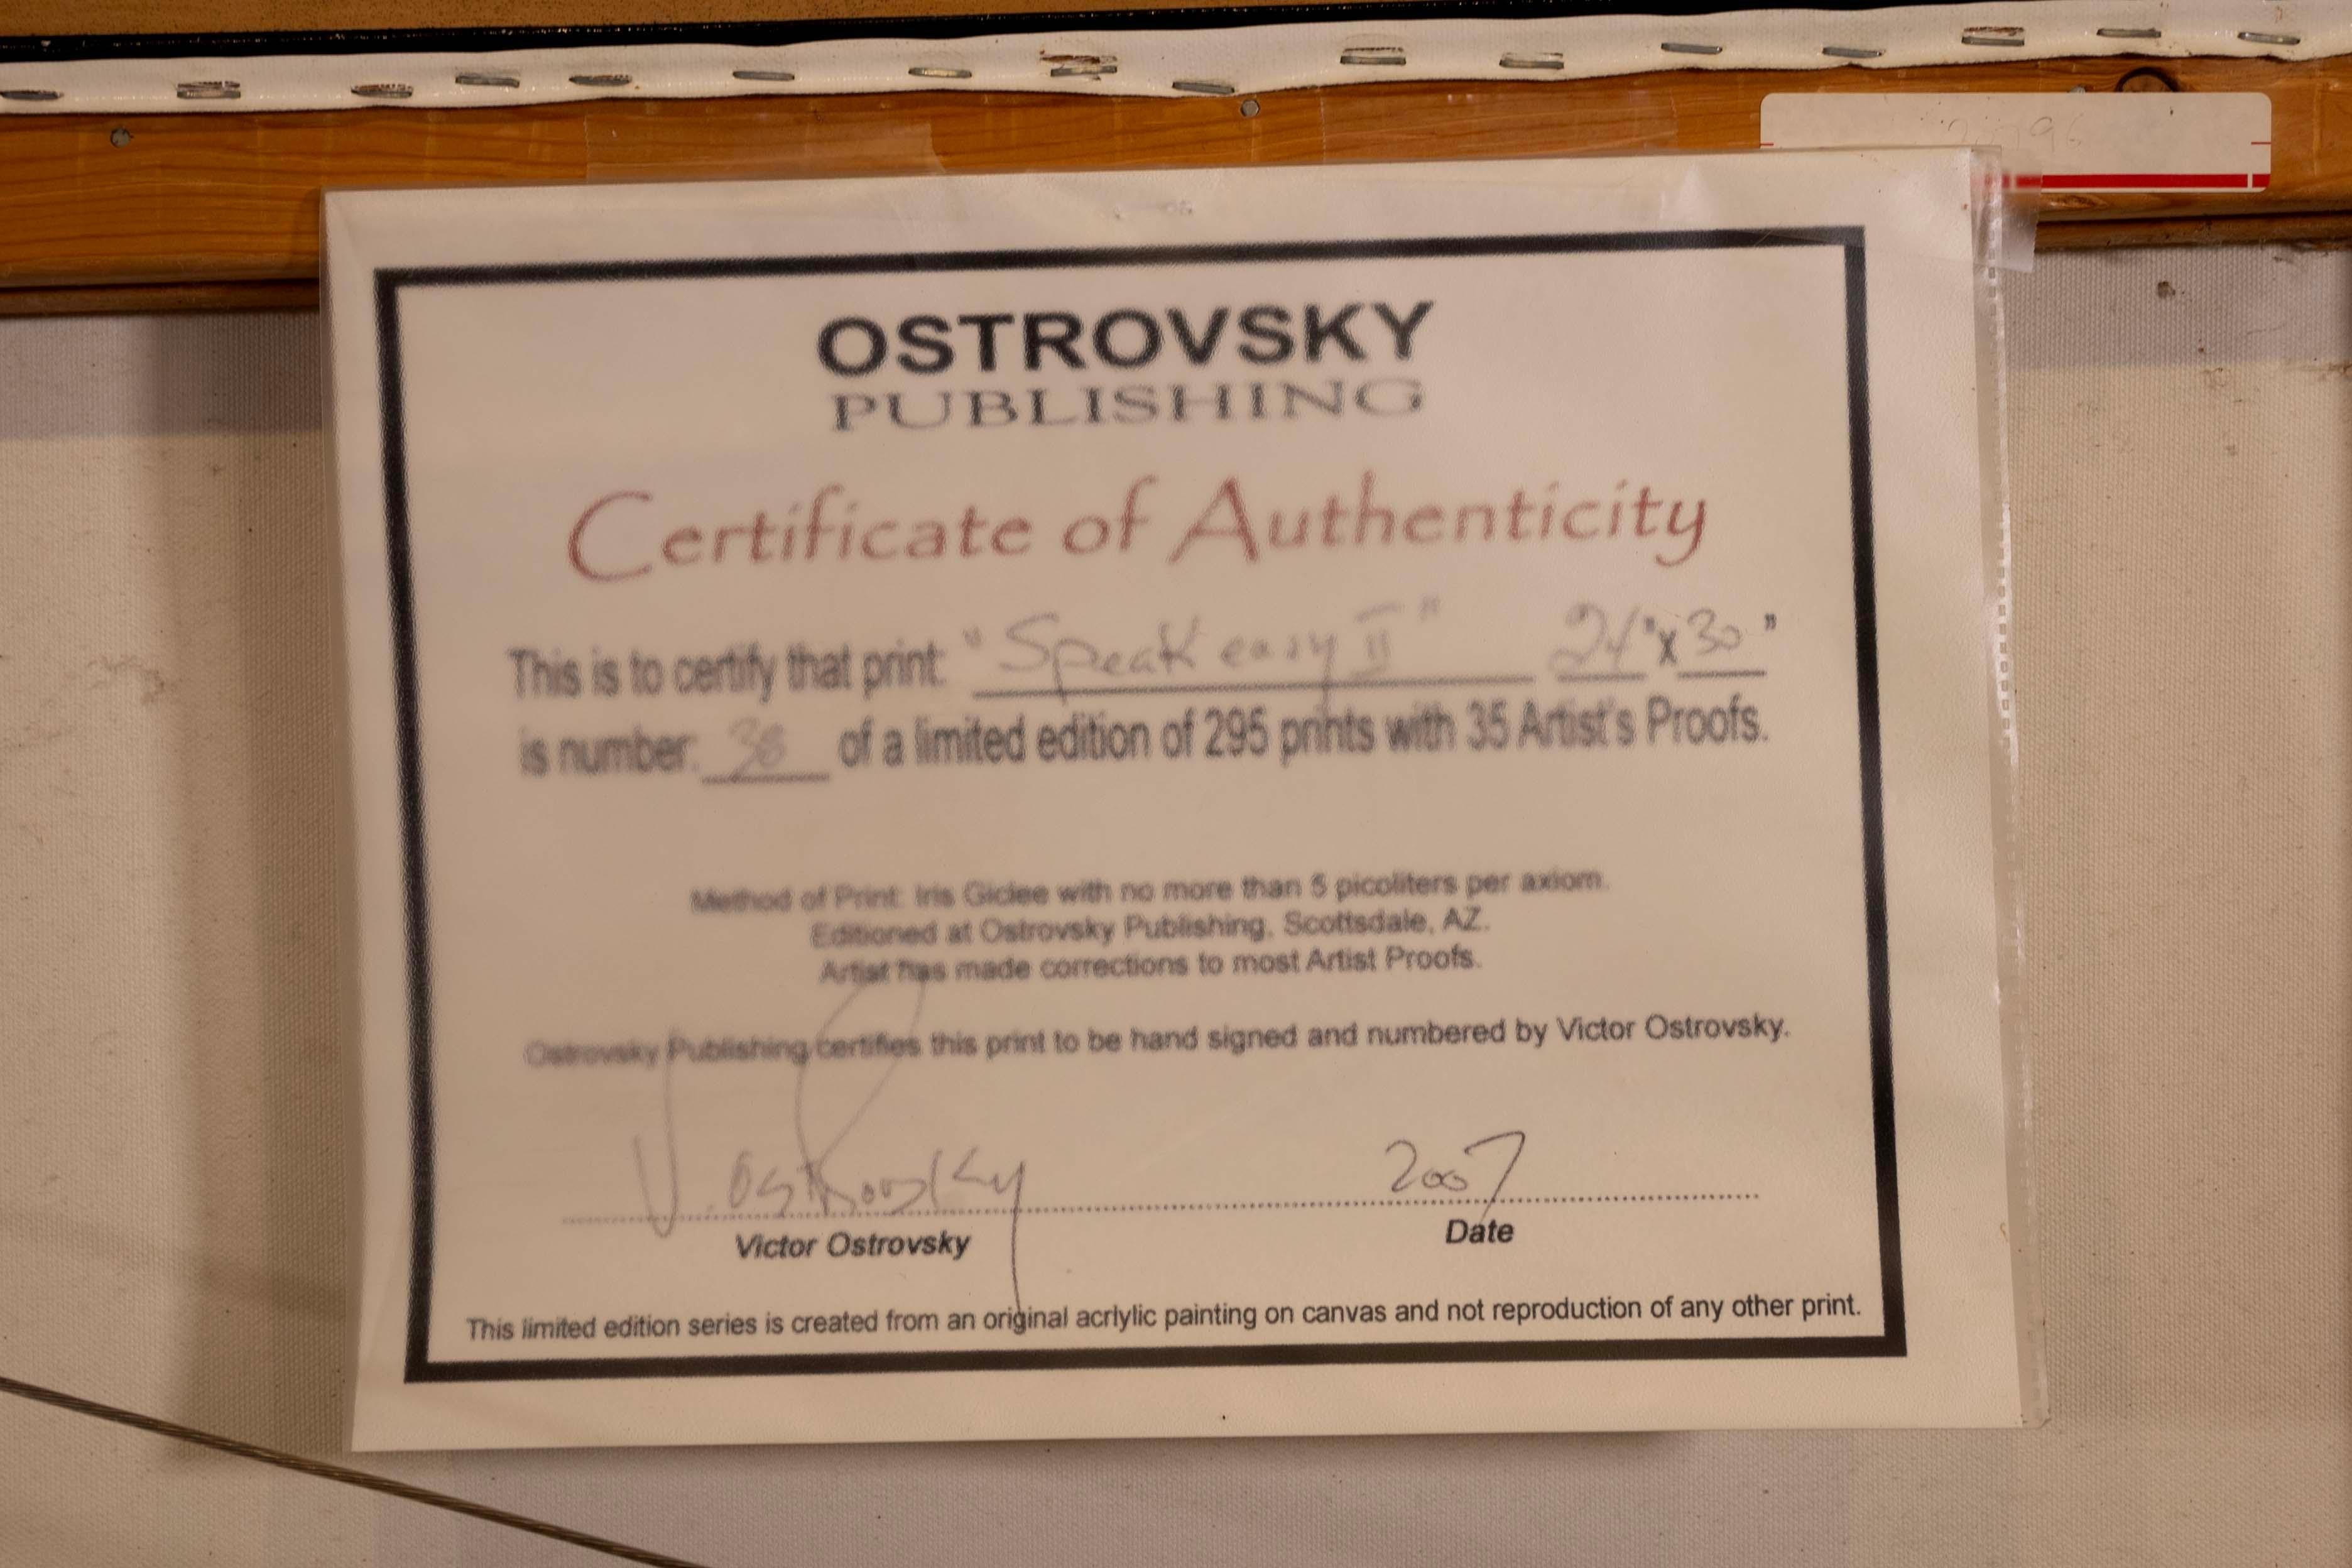 OSTROVSKY
PUBLISHING
Certificate of Authenticity
This is to certify that print: "Speakeasy II" 24" x 30"
is number: 38 of a limited edition of 295 prints with 35 Artist's Proofs.
Method of Print: Iris Giclee with no more than 5 picoliters per axiom.
Editioned at Ostrovsky Publishing, Scottsdale, AZ.
Artist has made corrections to most Artist Proofs.
Ostrovsky Publishing certifies this print to be hand signed and numbered by Victor Ostrovsky.
V. Ostrovsky 2007
Victor Ostrovsky Date
This limited edition series is created from an original acrlylic painting on canvas and not reproduction of any other print.